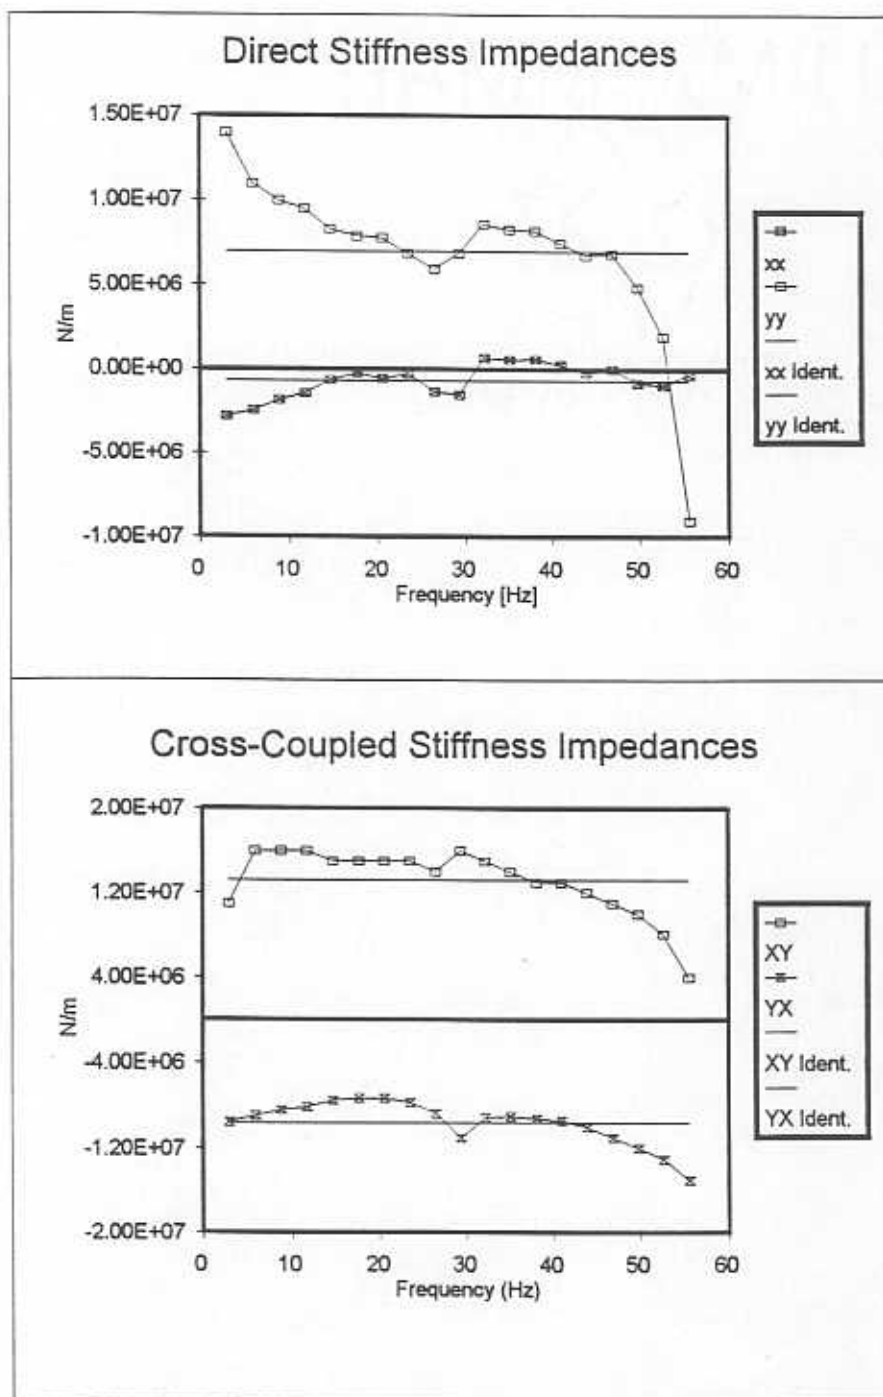 Direct Stiffness Impedances
1.50E+07
1.00E+07
5.00E+06
0.00E+00
-5.00E+06
-1.00E+07
N/m
0 10 20 30 40 50 60
Frequency [Hz]
xx
yy
xx Ident.
yy Ident.
Cross-Coupled Stiffness Impedances
2.00E+07
1.20E+07
4.00E+06
-4.00E+06
-1.20E+07
-2.00E+07
N/m
0 10 20 30 40 50 60
Frequency (Hz)
XY
YX
XY Ident.
YX Ident.